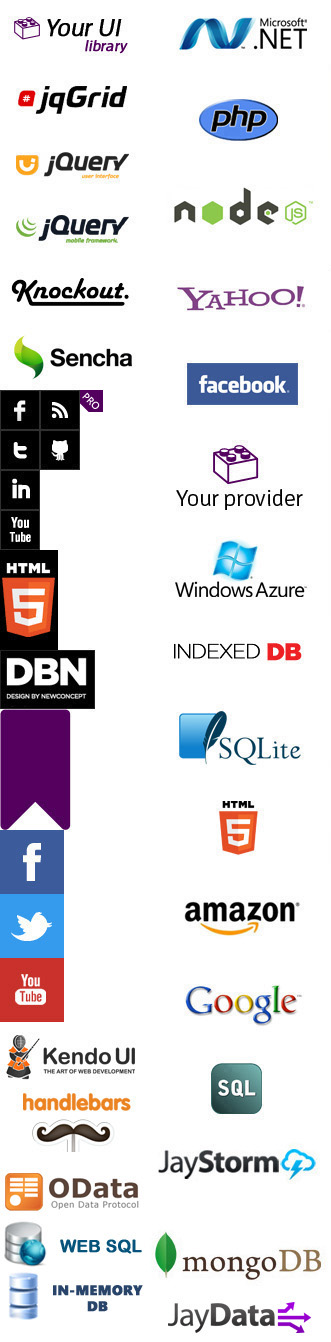 Your UI
library
# jqGrid
jQuery
user interface
jQuery
mobile framework.
Knockout.
Sencha
PRO
in
You
Tube
HTML
5
DBN
DESIGN BY NEWCONCEPT
You
Tube
Kendo UI
THE ART OF WEB DEVELOPMENT
handlebars
OData
Open Data Protocol
WEB SQL
IN-MEMORY
DB
Microsoft®
.NET
php
node
JS
YAHOO!
facebook
Your provider
Windows Azure™
INDEXED DB
SQLite
HTML
5
amazon®
Google™
SQL
JayStorm
mongoDB
JayData